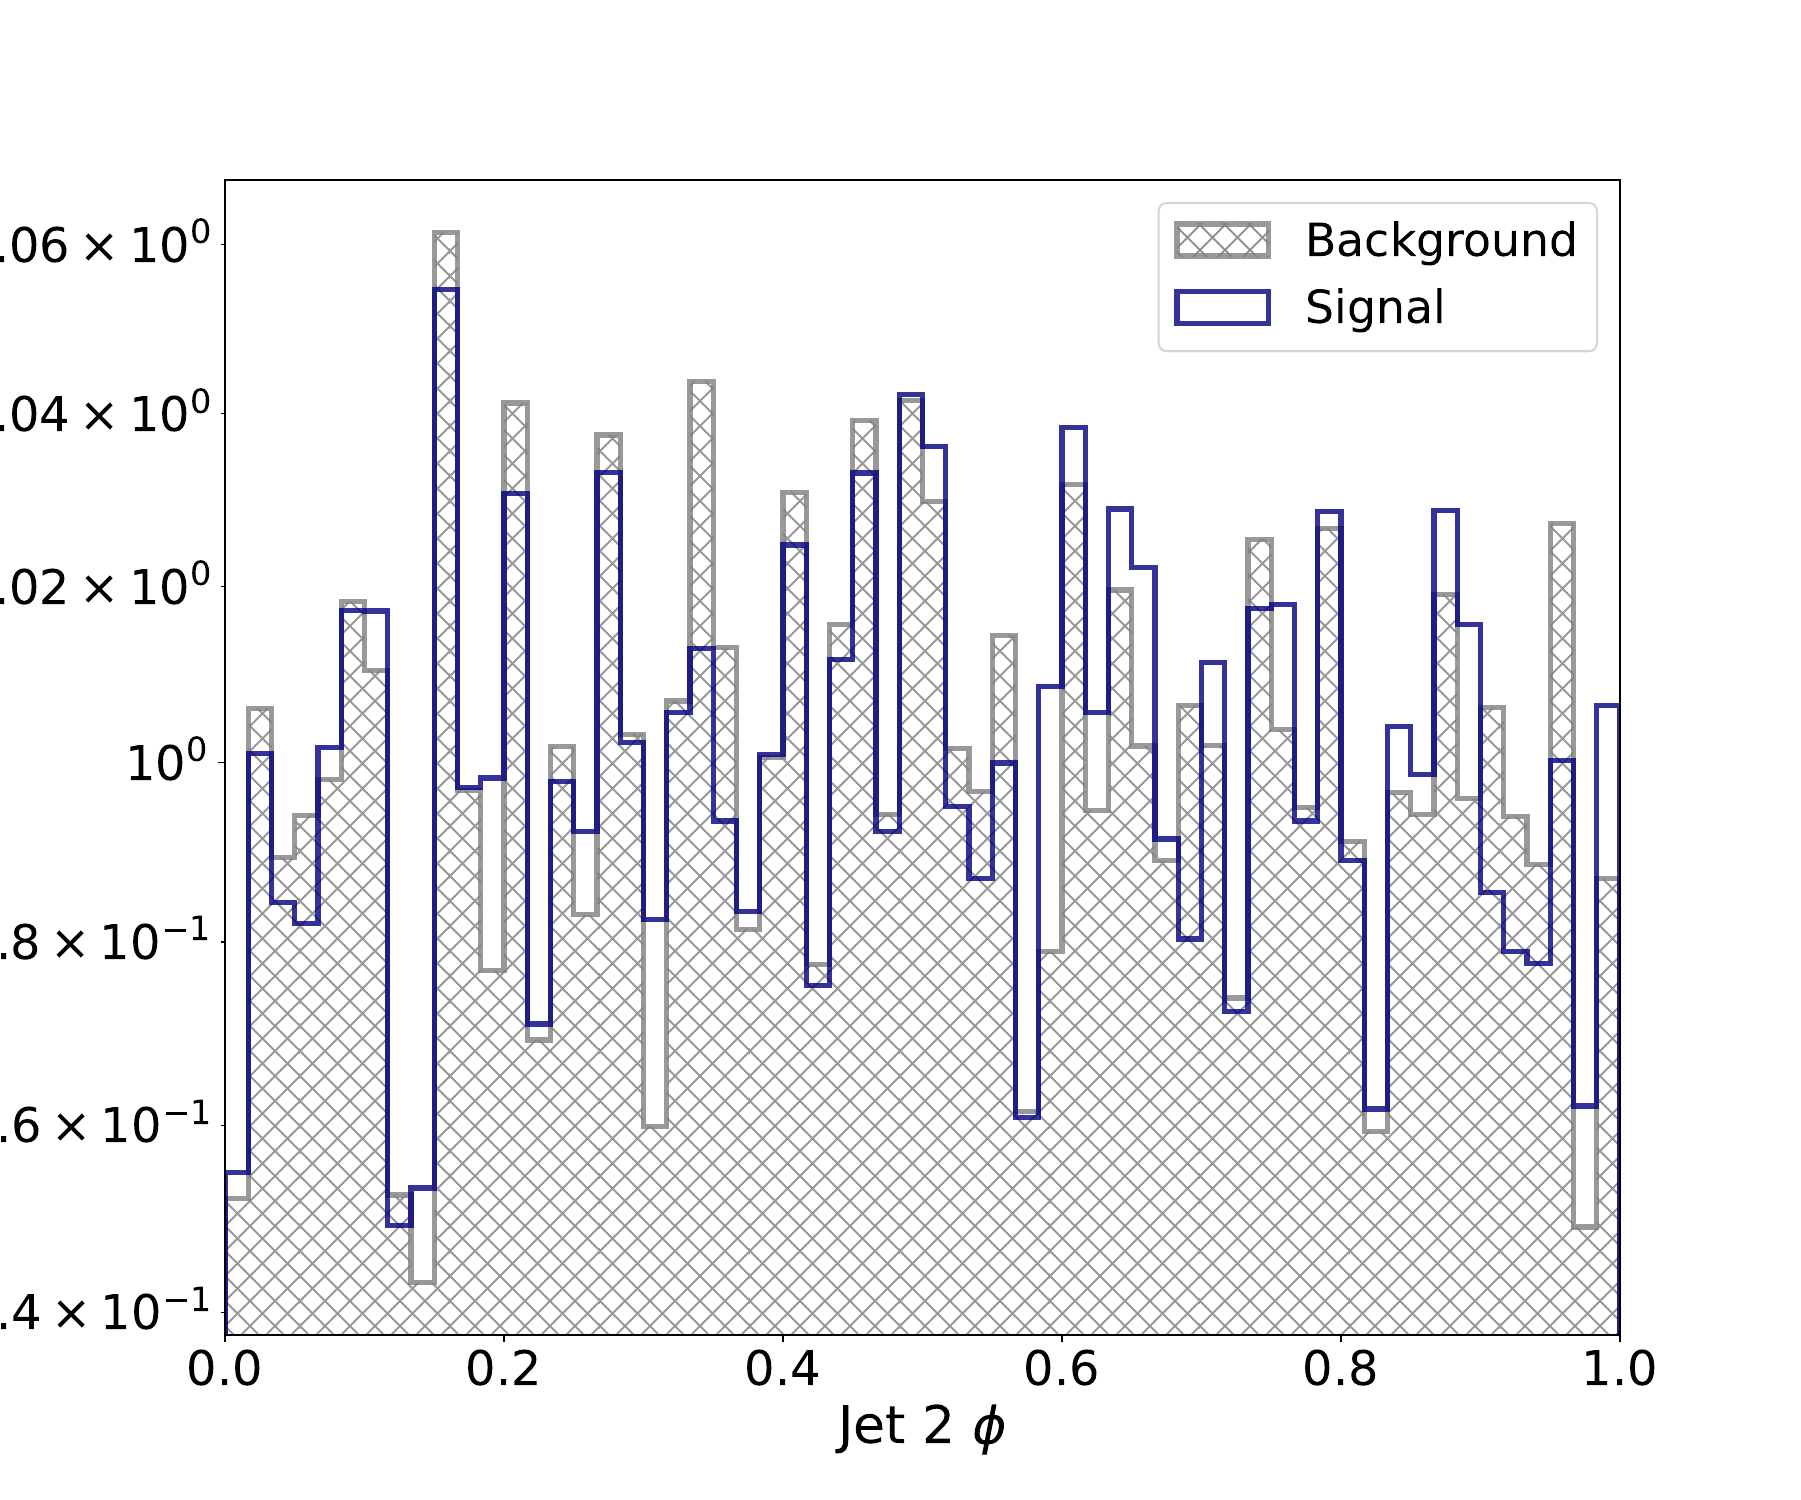 .06 × 10⁰
.04 × 10⁰
.02 × 10⁰
10⁰
.8 × 10⁻¹
.6 × 10⁻¹
.4 × 10⁻¹
Background
Signal
0.0 0.2 0.4 0.6 0.8 1.0
Jet 2 ϕ